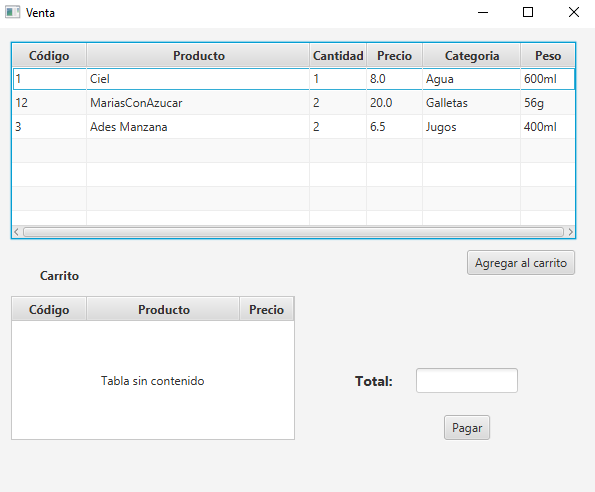 Venta
Código Producto Cantidad Precio Categoria Peso
1 Ciel 1 8.0 Agua 600ml
12 MariasConAzucar 2 20.0 Galletas 56g
3 Ades Manzana 2 6.5 Jugos 400ml
Agregar al carrito
Carrito
Código Producto Precio
Tabla sin contenido
Total:
Pagar